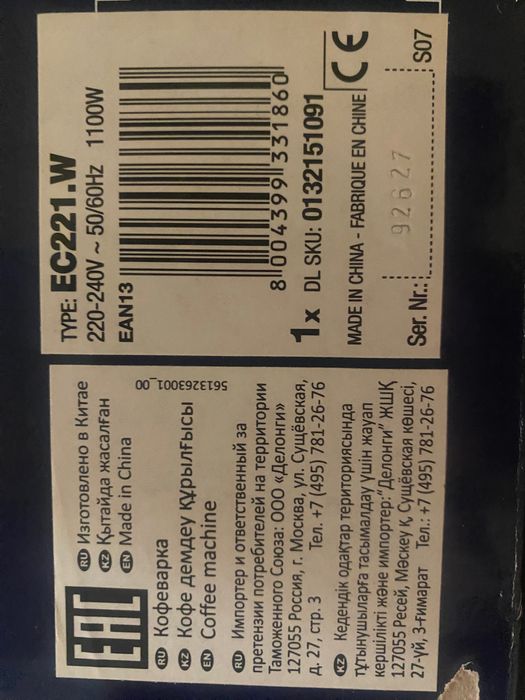 TYPE: EC221.W
220-240V ~ 50/60Hz 1100W
EAN13
8 004399 331860
1x DL SKU: 0132151091
MADE IN CHINA - FABRIQUE EN CHINE
CE
Ser. Nr.: 92627 S07
EAC
RU Изготовлено в Китае
KZ Қытайда жасалған
EN Made in China
5613263001_00
RU Кофеварка
KZ Кофе демдеу құрылғысы
EN Coffee machine
RU Импортер и ответственный за
претензии потребителей на территории
Таможенного Союза: ООО «Делонги»
127055 Россия, г. Москва, ул. Сущёвская,
д. 27, стр. 3 Тел. +7 (495) 781-26-76
KZ Кедендік одақтар териториясында
тұтынушыларға тасымалдау үшін жауап
кершілікті және импортер:"Делонги" ЖШҚ
127055 Ресей, Мәскеу Қ, Сущёвская көшесі,
27-үй, 3-ғимарат Тел.: +7 (495) 781-26-76